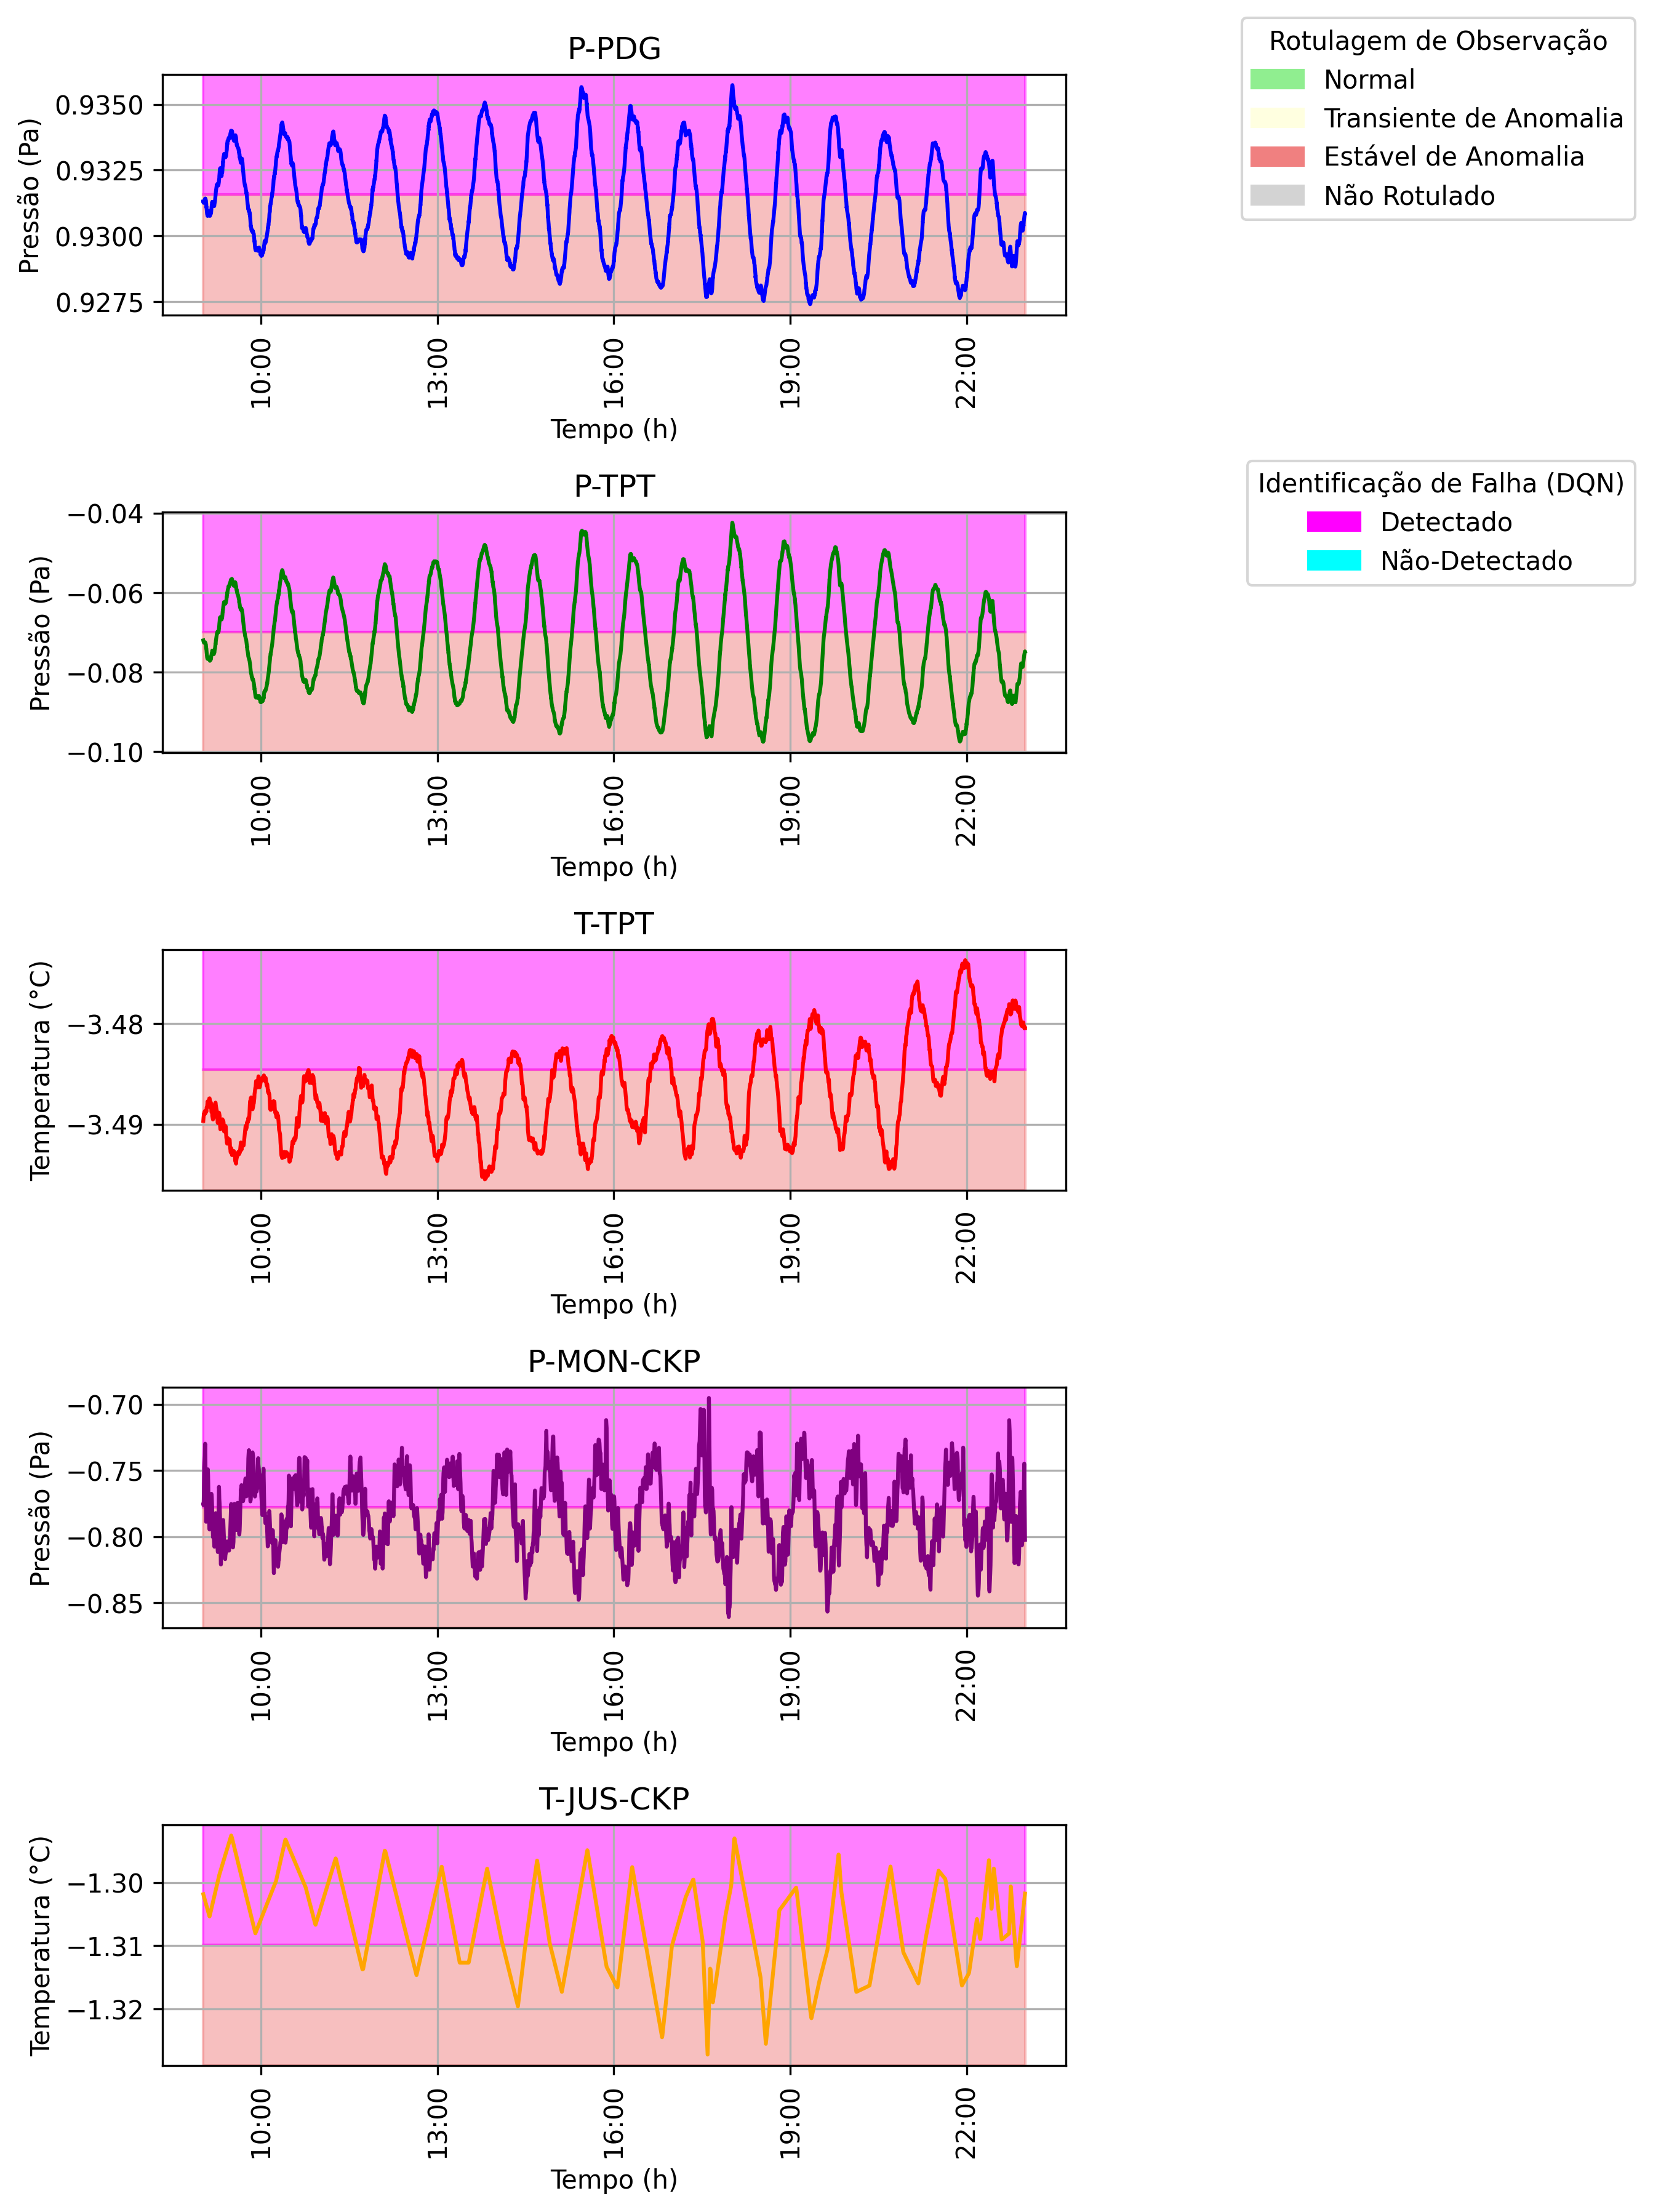 P-PDG
Pressão (Pa)
0.9350
0.9325
0.9300
0.9275
10:00
13:00
16:00
19:00
22:00
Tempo (h)
Rotulagem de Observação
Normal
Transiente de Anomalia
Estável de Anomalia
Não Rotulado
P-TPT
Pressão (Pa)
−0.04
−0.06
−0.08
−0.10
10:00
13:00
16:00
19:00
22:00
Tempo (h)
Identificação de Falha (DQN)
Detectado
Não-Detectado
T-TPT
Temperatura (°C)
−3.48
−3.49
10:00
13:00
16:00
19:00
22:00
Tempo (h)
P-MON-CKP
Pressão (Pa)
−0.70
−0.75
−0.80
−0.85
10:00
13:00
16:00
19:00
22:00
Tempo (h)
T-JUS-CKP
Temperatura (°C)
−1.30
−1.31
−1.32
10:00
13:00
16:00
19:00
22:00
Tempo (h)